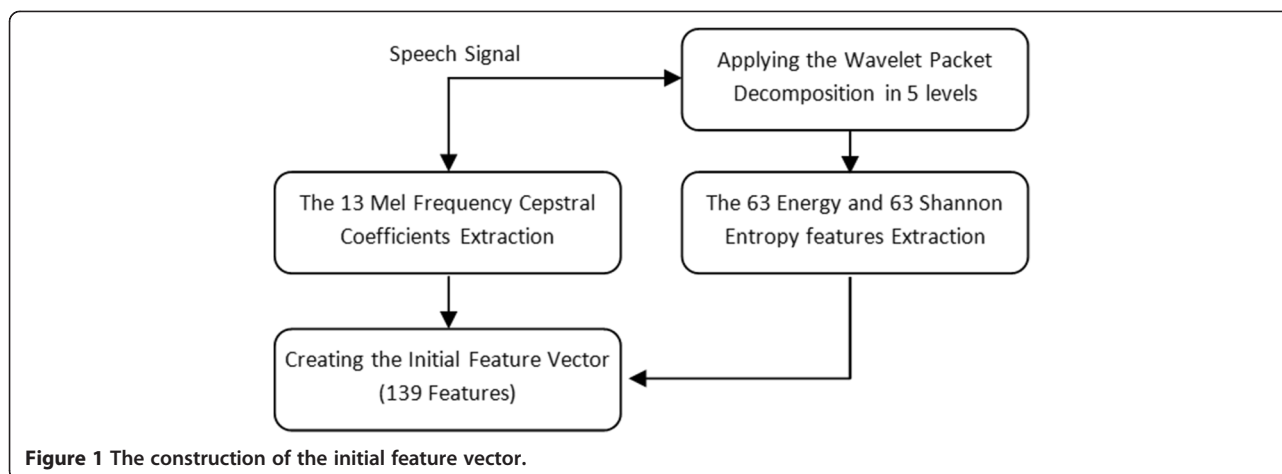 Speech Signal
Applying the Wavelet Packet
Decomposition in 5 levels
The 13 Mel Frequency Cepstral
Coefficients Extraction
The 63 Energy and 63 Shannon
Entropy features Extraction
Creating the Initial Feature Vector
(139 Features)
Figure 1 The construction of the initial feature vector.